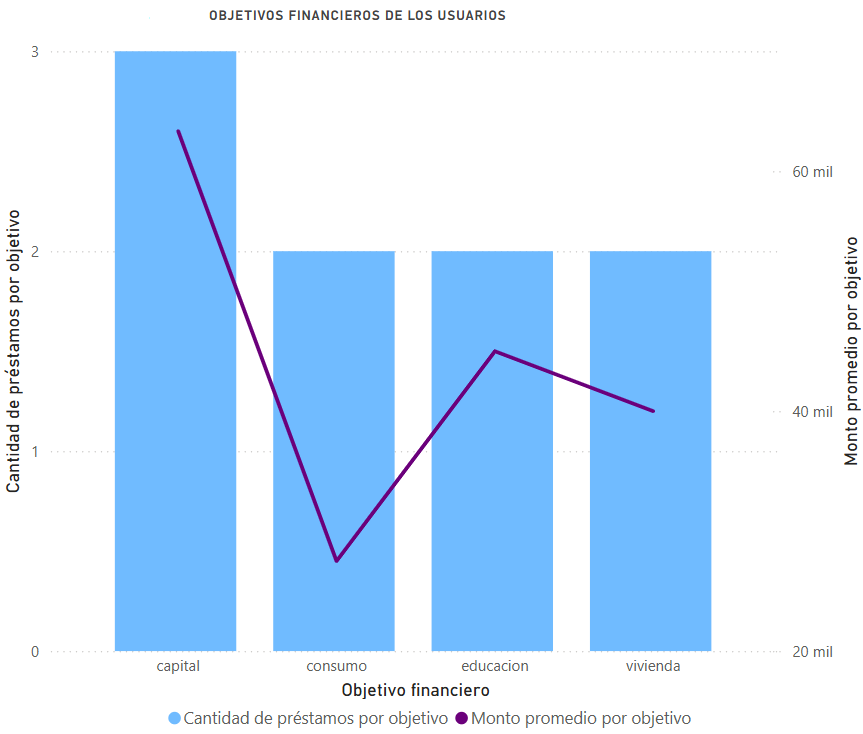 OBJETIVOS FINANCIEROS DE LOS USUARIOS
Cantidad de préstamos por objetivo
3
2
1
0
60 mil
40 mil
20 mil
Monto promedio por objetivo
capital consumo educacion vivienda
Objetivo financiero
Cantidad de préstamos por objetivo Monto promedio por objetivo